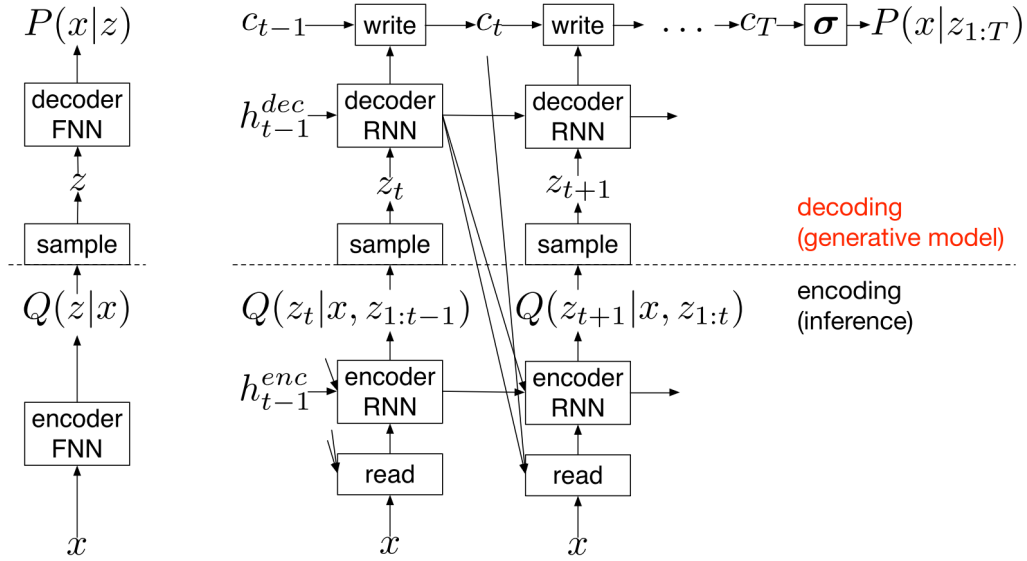 P(x|z)
decoder
FNN
z
sample
Q(z|x)
encoder
FNN
x
c_{t-1}
write
c_t
write
. . .
c_T
σ
P(x|z_{1:T})
h_{t-1}^{dec}
decoder
RNN
decoder
RNN
z_t
z_{t+1}
sample
sample
decoding
(generative model)
Q(z_t|x, z_{1:t-1})
Q(z_{t+1}|x, z_{1:t})
encoding
(inference)
h_{t-1}^{enc}
encoder
RNN
encoder
RNN
read
read
x
x